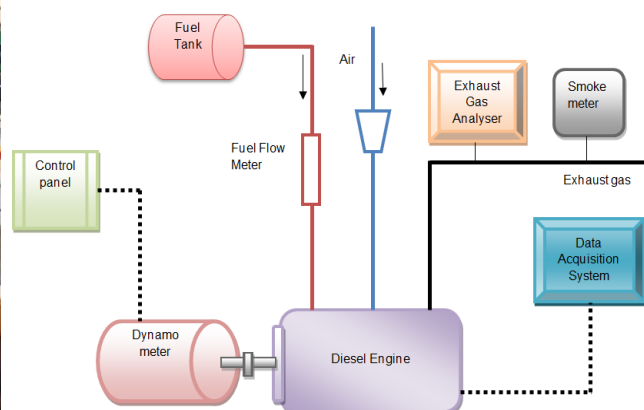 Fuel
Tank
Air
Exhaust
Gas
Analyser
Smoke
meter
Fuel Flow
Meter
Control
panel
Exhaust gas
Data
Acquisition
System
Dynamo
meter
Diesel Engine